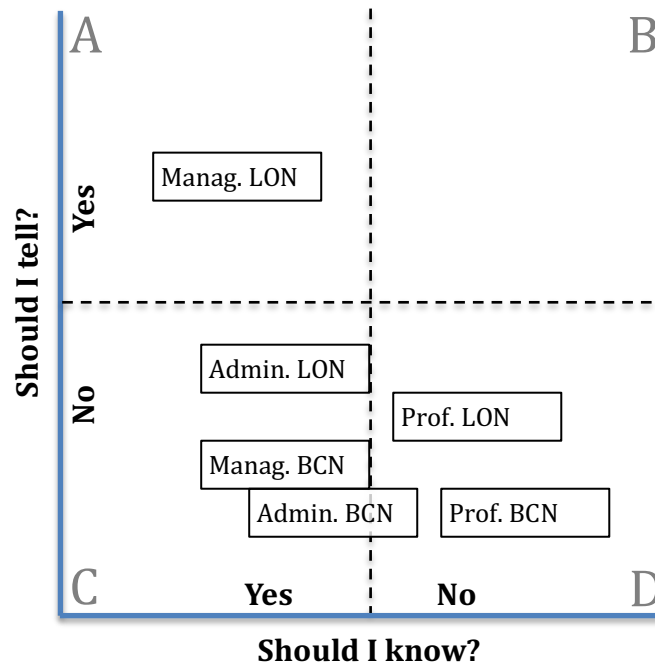 A
B
Manag. LON
Yes
Should I tell?
Admin. LON
No
Prof. LON
Manag. BCN
Admin. BCN
Prof. BCN
C
Yes
No
D
Should I know?